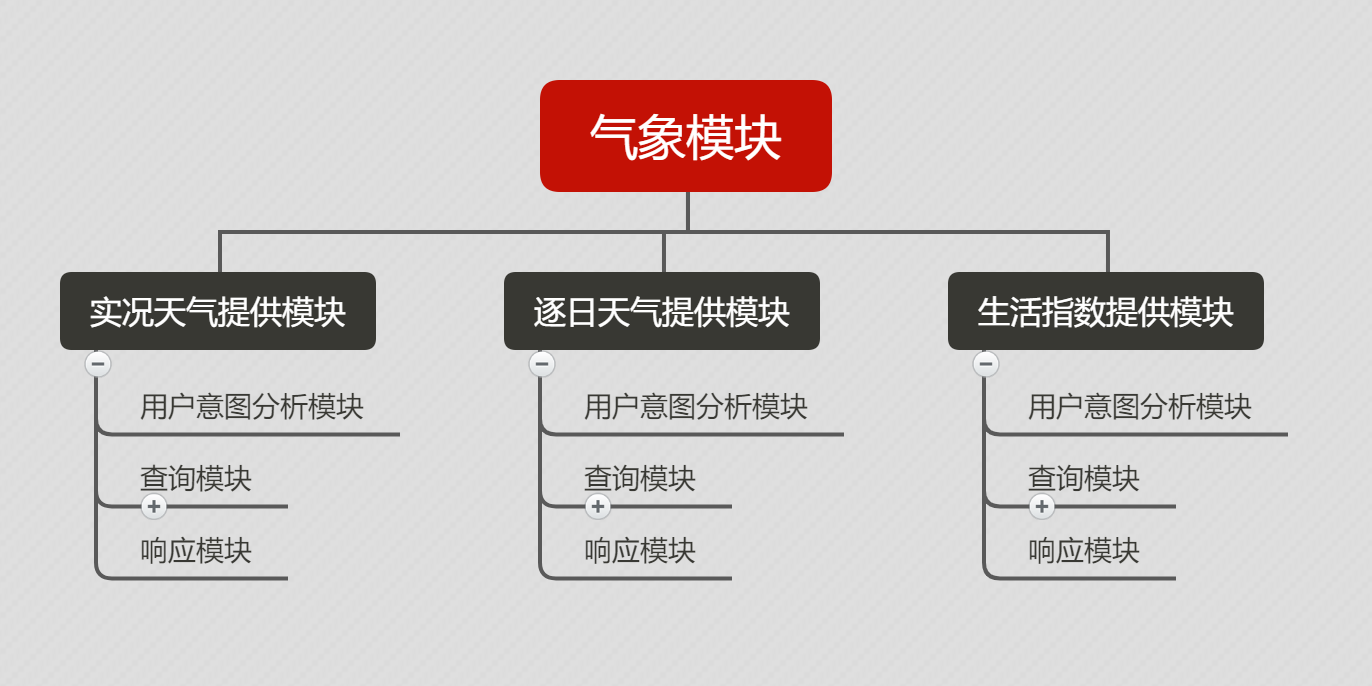 气象模块
实况天气提供模块
用户意图分析模块
查询模块
响应模块
逐日天气提供模块
用户意图分析模块
查询模块
响应模块
生活指数提供模块
用户意图分析模块
查询模块
响应模块